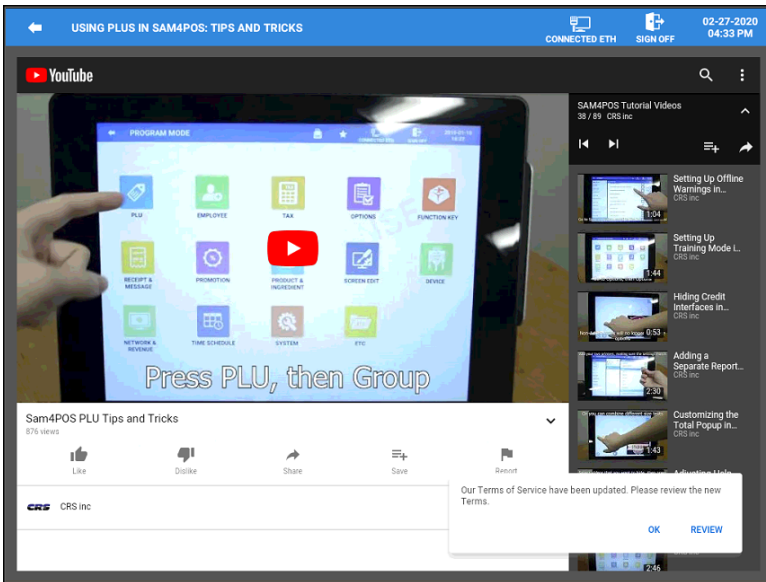 USING PLUS IN SAM4POS: TIPS AND TRICKS
CONNECTED ETH
SIGN OFF
02-27-2020
04:33 PM
YouTube
PROGRAM MODE
PLU
EMPLOYEE
TAX
OPTIONS
FUNCTION KEY
RECEIPT &
MESSAGE
PROMOTION
PRODUCT &
INGREDIENT
SCREEN EDIT
DEVICE
NETWORK &
REVENUE
TIME SCHEDULE
SYSTEM
ETC
Press PLU, then Group
Sam4POS PLU Tips and Tricks
876 views
Like
Dislike
Share
Save
Report
CRS CRS inc
SAM4POS Tutorial Videos
38 / 89 CRS inc
Setting Up Offline
Warnings in...
CRS inc
1:04
Setting Up
Training Mode i...
CRS inc
1:44
Hiding Credit
Interfaces in...
CRS inc
0:53
Adding a
Separate Report...
CRS inc
2:30
Customizing the
Total Popup in...
CRS inc
1:43
Our Terms of Service have been updated. Please review the new
Terms.
OK
REVIEW
CRS inc
2:46